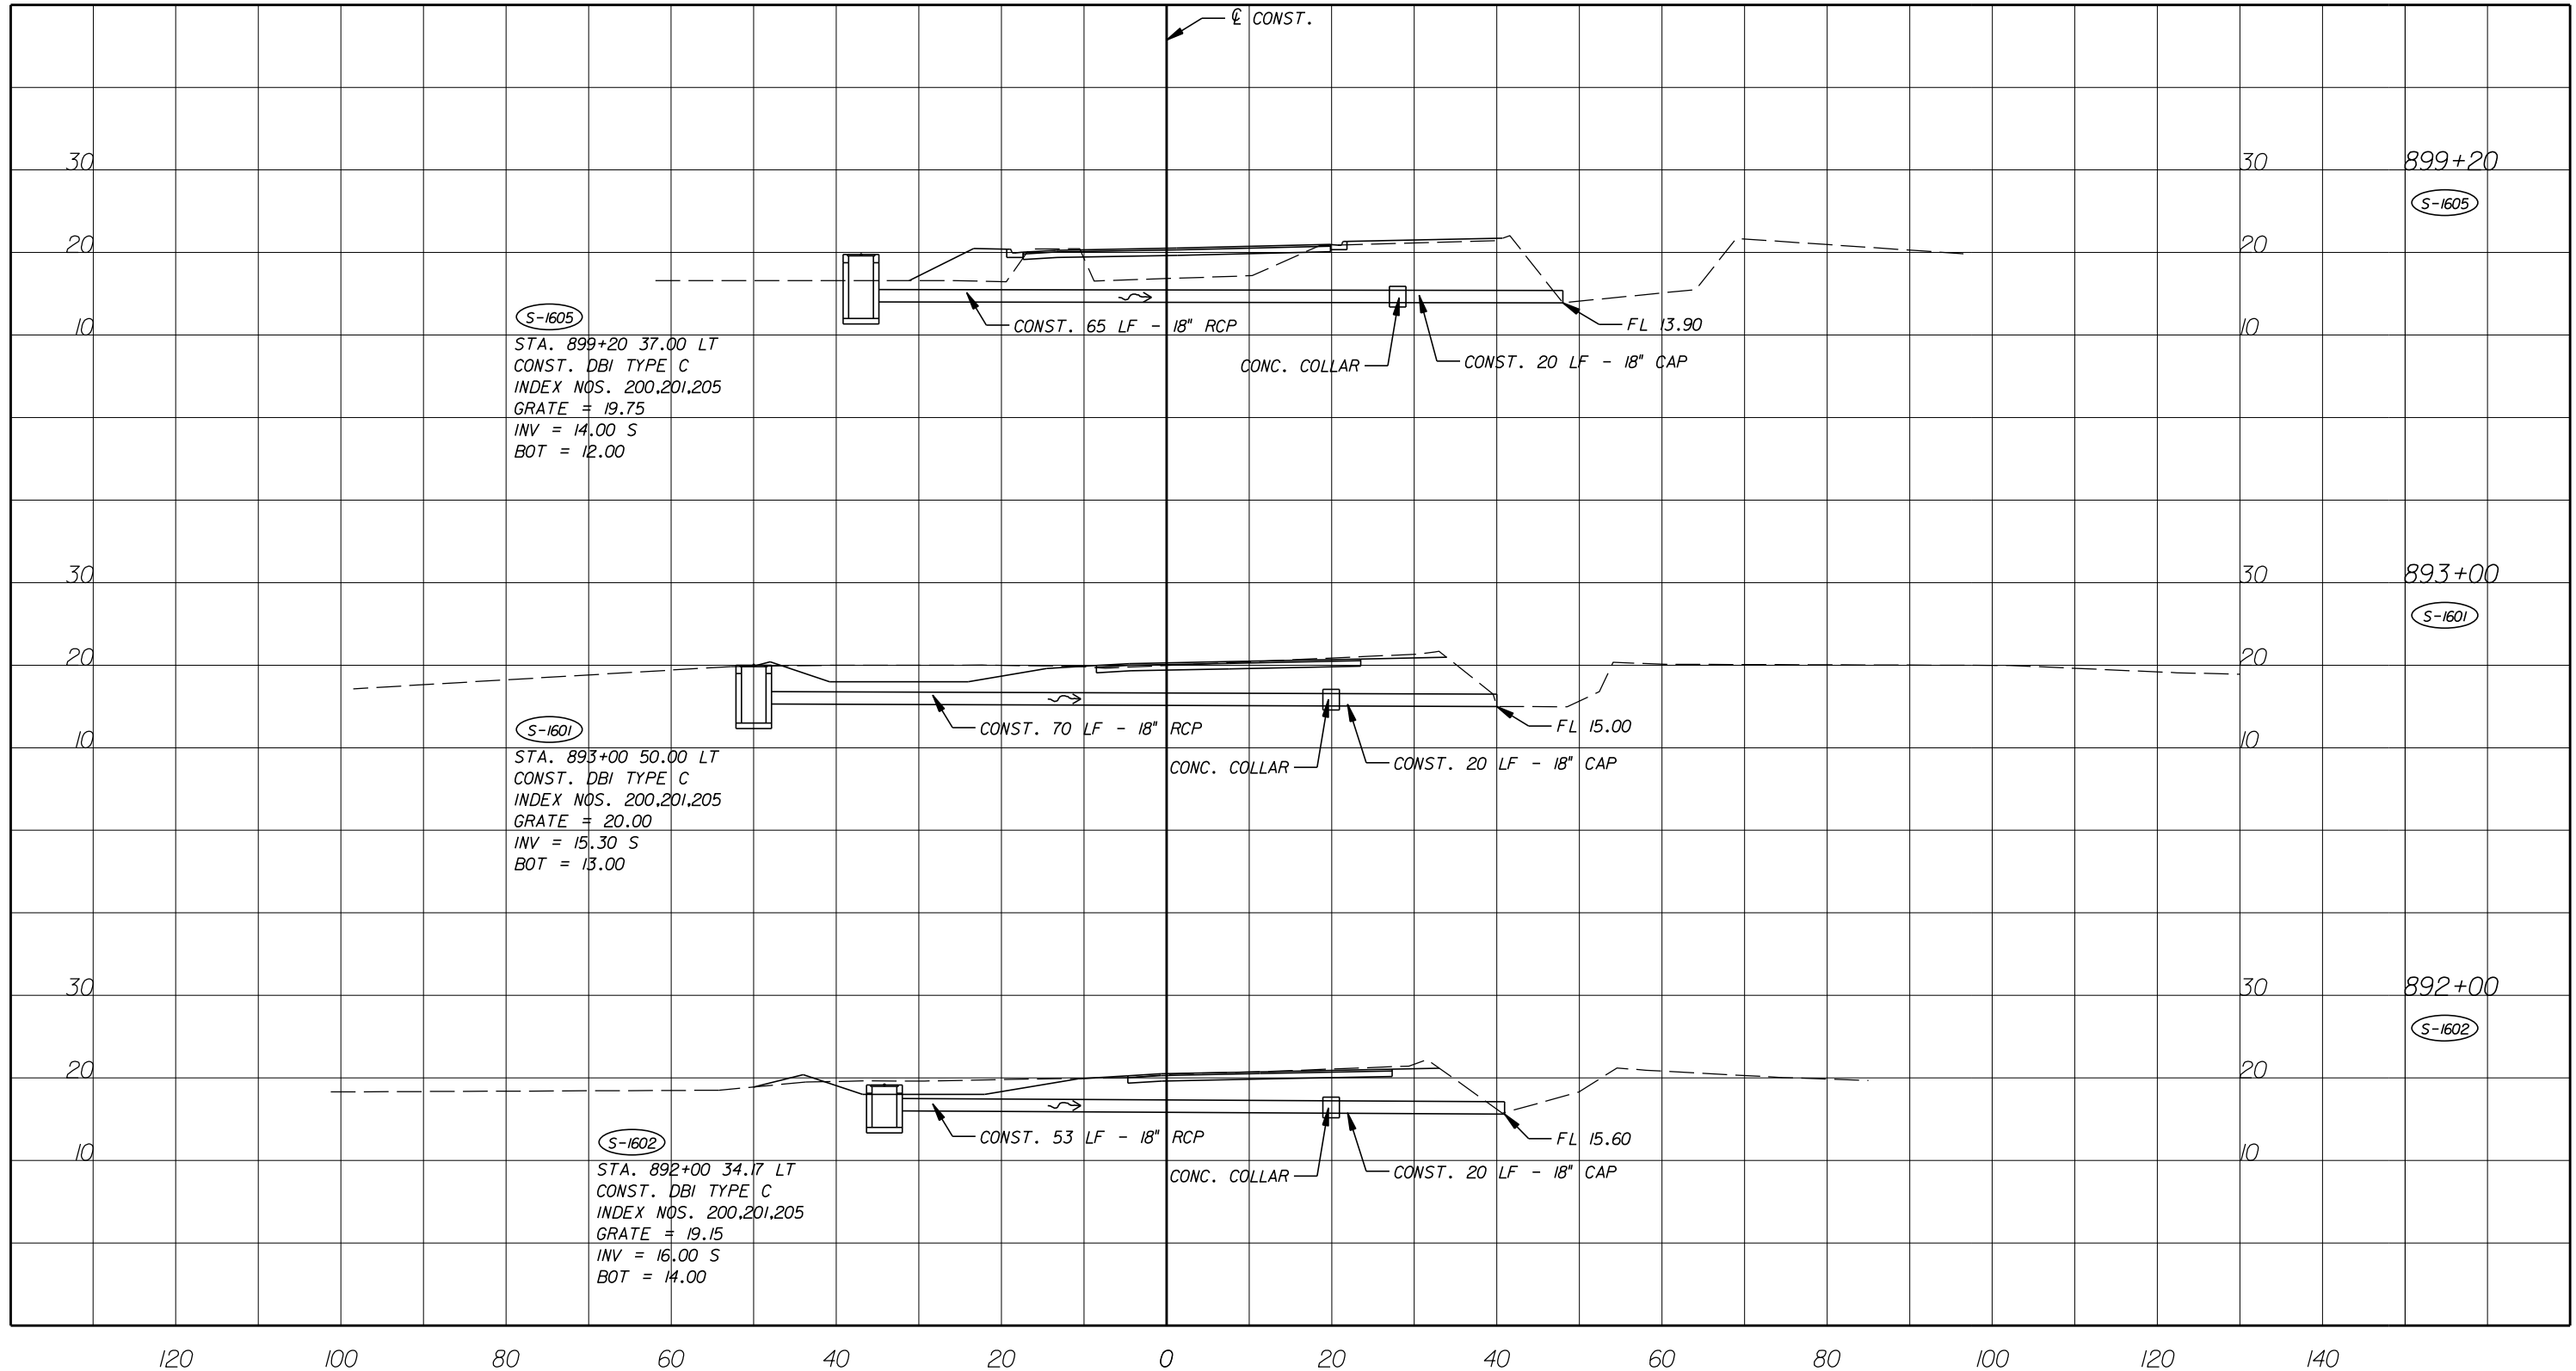 ℄ CONST.
30 30 899+20
S-1605
20 20
S-1605
10 10
CONST. 65 LF - 18" RCP
FL 13.90
STA. 899+20 37.00 LT
CONST. DBI TYPE C
INDEX NOS. 200,201,205
GRATE = 19.75
INV = 14.00 S
BOT = 12.00
CONC. COLLAR
CONST. 20 LF - 18" CAP
30 30 893+00
S-1601
20 20
S-1601
10 10
CONST. 70 LF - 18" RCP
FL 15.00
STA. 893+00 50.00 LT
CONST. DBI TYPE C
INDEX NOS. 200,201,205
GRATE = 20.00
INV = 15.30 S
BOT = 13.00
CONC. COLLAR
CONST. 20 LF - 18" CAP
30 30 892+00
S-1602
20 20
S-1602
10 10
CONST. 53 LF - 18" RCP
FL 15.60
STA. 892+00 34.17 LT
CONST. DBI TYPE C
INDEX NOS. 200,201,205
GRATE = 19.15
INV = 16.00 S
BOT = 14.00
CONC. COLLAR
CONST. 20 LF - 18" CAP
120 100 80 60 40 20 0 20 40 60 80 100 120 140